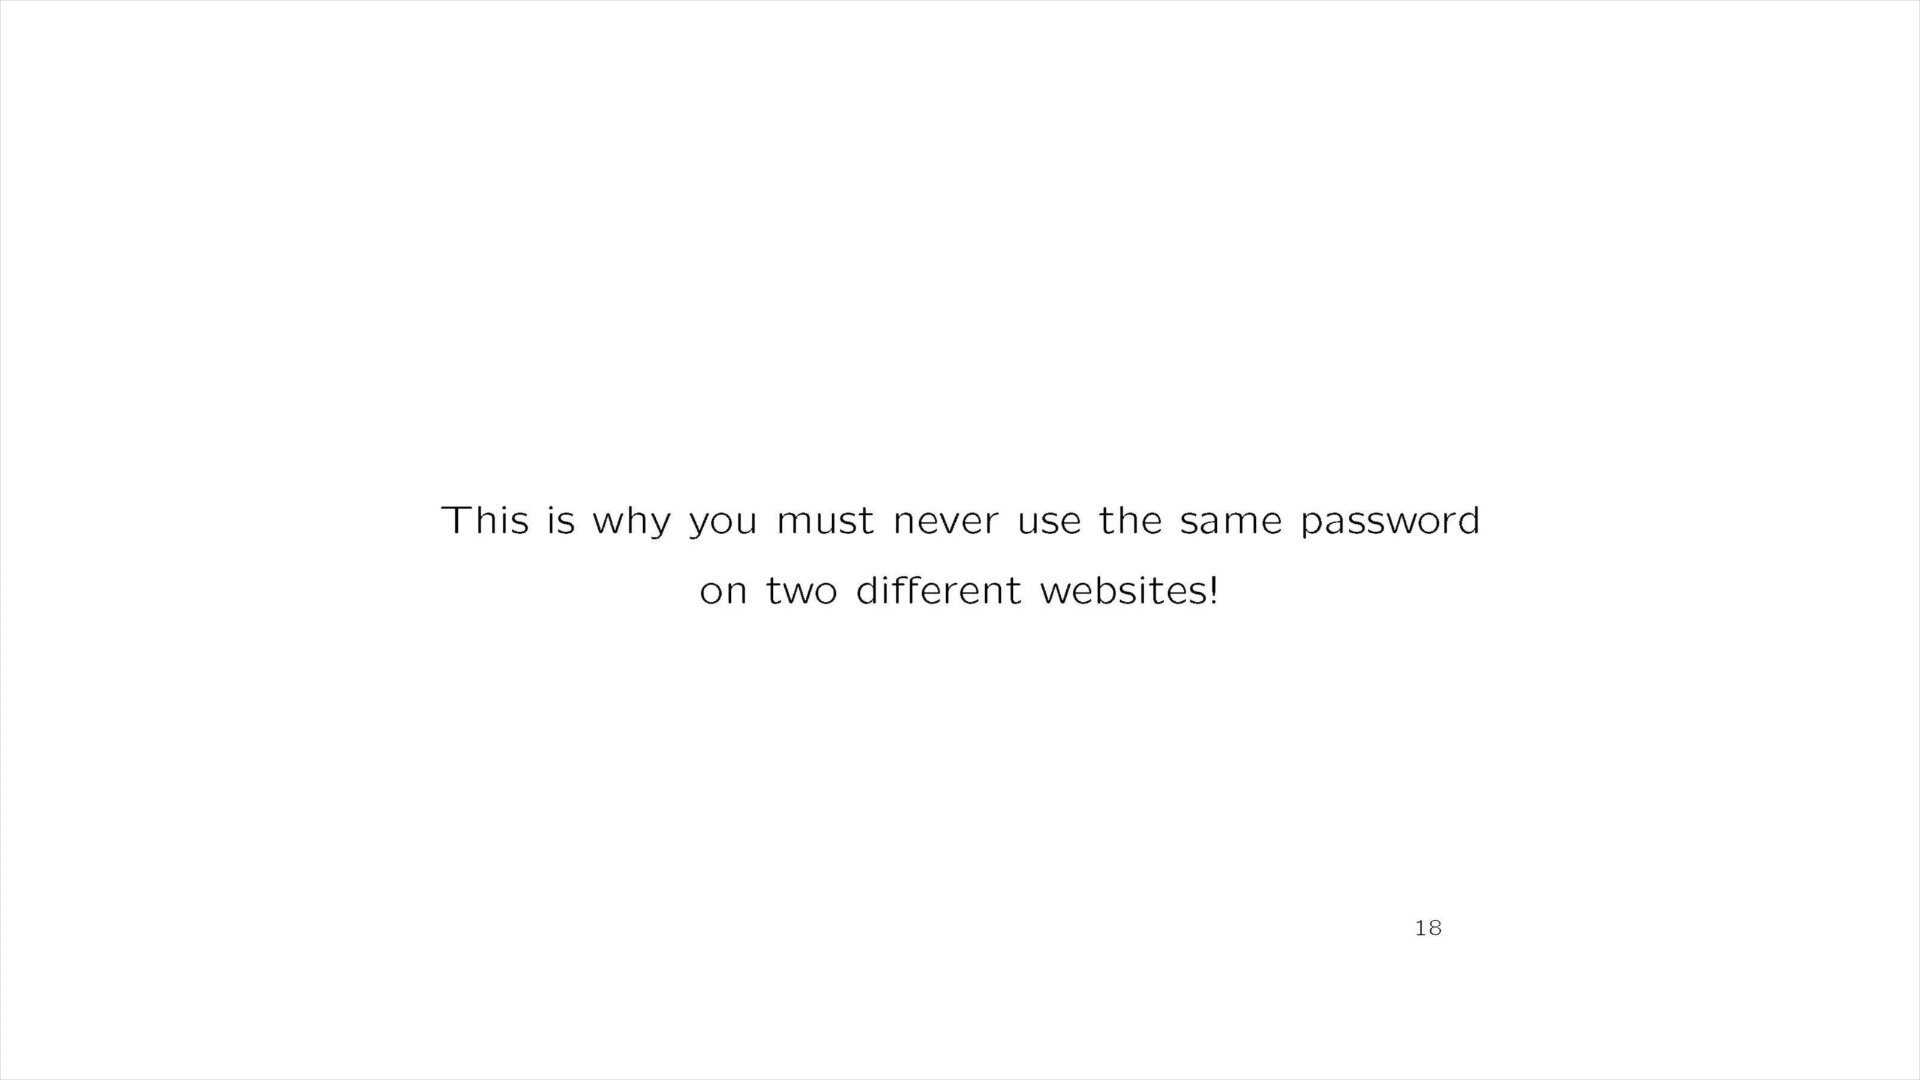 This is why you must never use the same password
on two different websites!
18